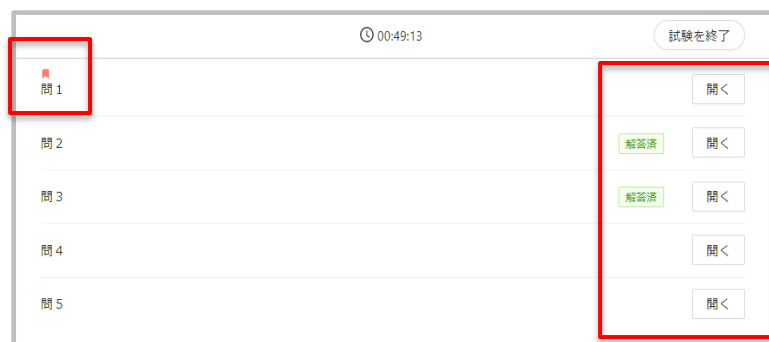 00:49:13 試験を終了
問 1 開く
問 2 解答済 開く
問 3 解答済 開く
問 4 開く
問 5 開く